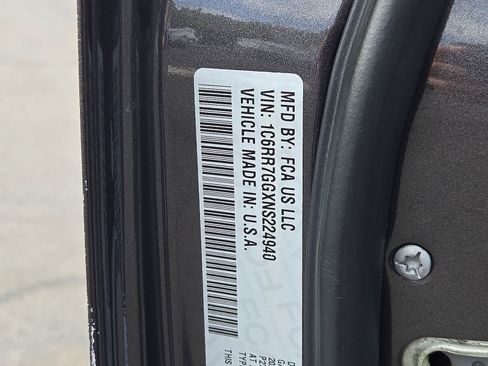 MFD BY: FCA US LLC
VIN: 1C6RR7GGXNS224940
VEHICLE MADE IN: U.S.A.